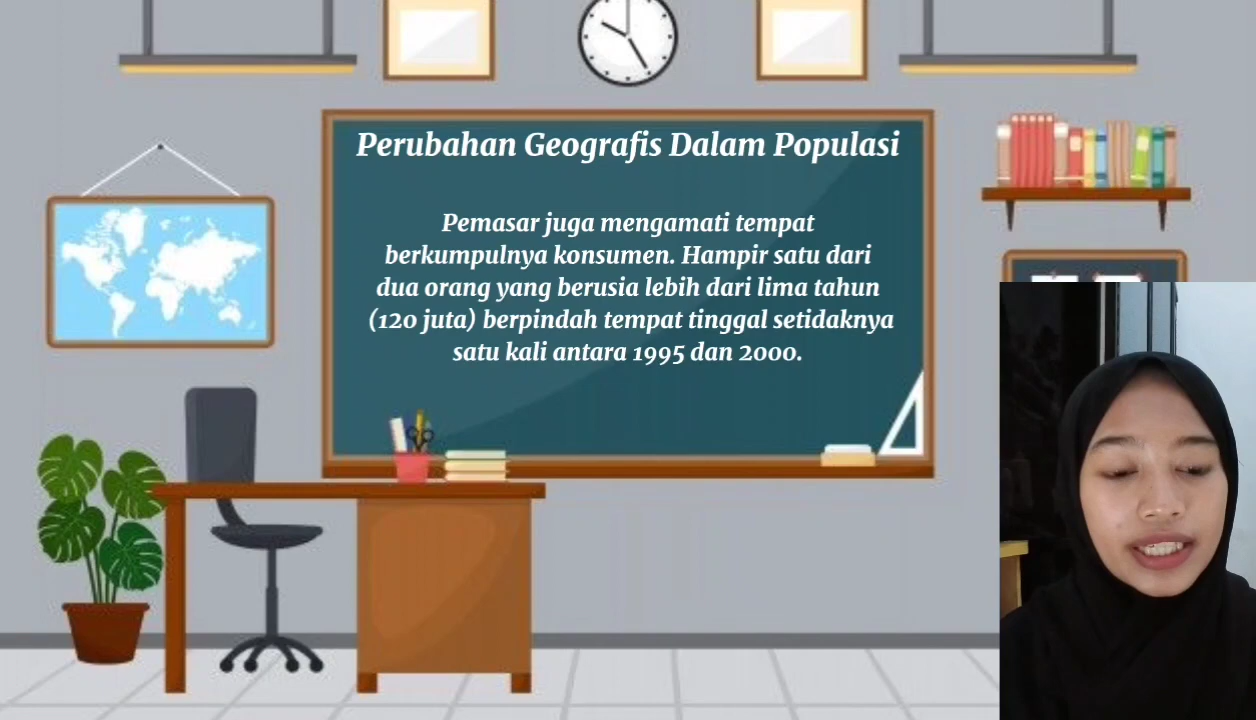 Perubahan Geografis Dalam Populasi
Pemasar juga mengamati tempat
berkumpulnya konsumen. Hampir satu dari
dua orang yang berusia lebih dari lima tahun
(120 juta) berpindah tempat tinggal setidaknya
satu kali antara 1995 dan 2000.